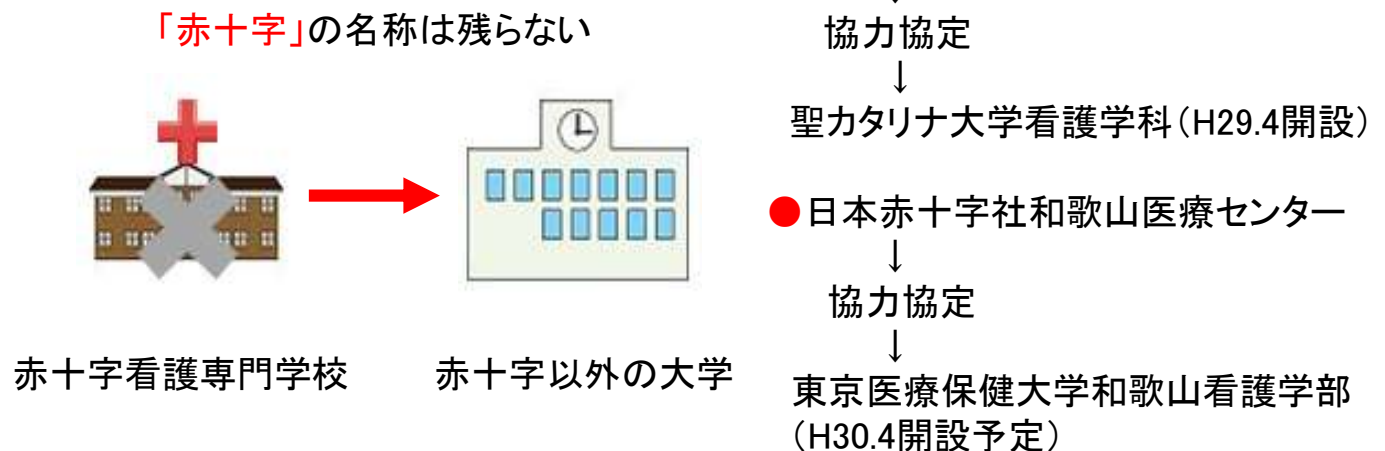 「赤十字」の名称は残らない
赤十字看護専門学校
赤十字以外の大学
協力協定
↓
聖カタリナ大学看護学科(H29.4開設)
●日本赤十字社和歌山医療センター
↓
協力協定
↓
東京医療保健大学和歌山看護学部
(H30.4開設予定)